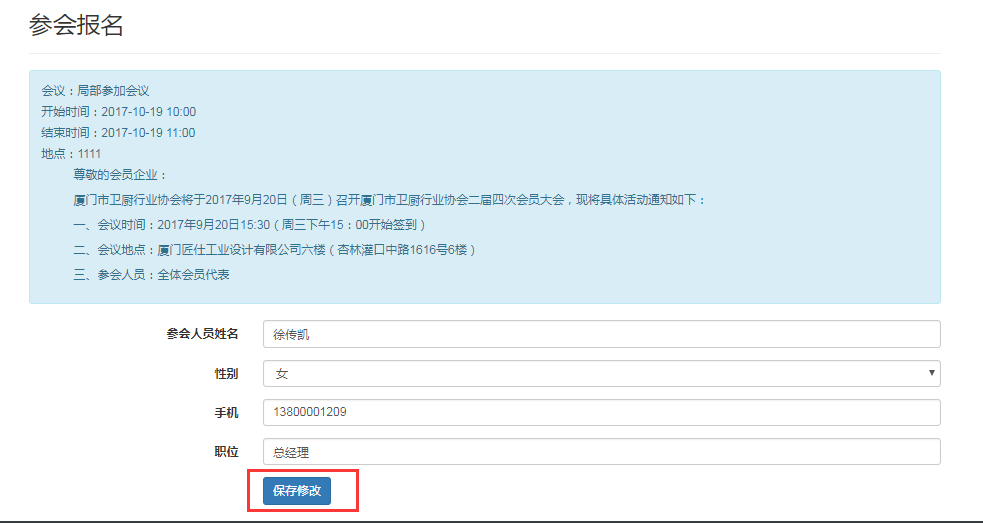 参会报名
会议：局部参加会议
开始时间：2017-10-19 10:00
结束时间：2017-10-19 11:00
地点：1111
尊敬的会员企业：
厦门市卫厨行业协会将于2017年9月20日（周三）召开厦门市卫厨行业协会二届四次会员大会，现将具体活动通知如下：
一、会议时间：2017年9月20日15:30（周三下午15：00开始签到）
二、会议地点：厦门匠仕工业设计有限公司六楼（杏林灌口中路1616号6楼）
三、参会人员：全体会员代表
参会人员姓名 徐传凯
性别 女
手机 13800001209
职位 总经理
保存修改